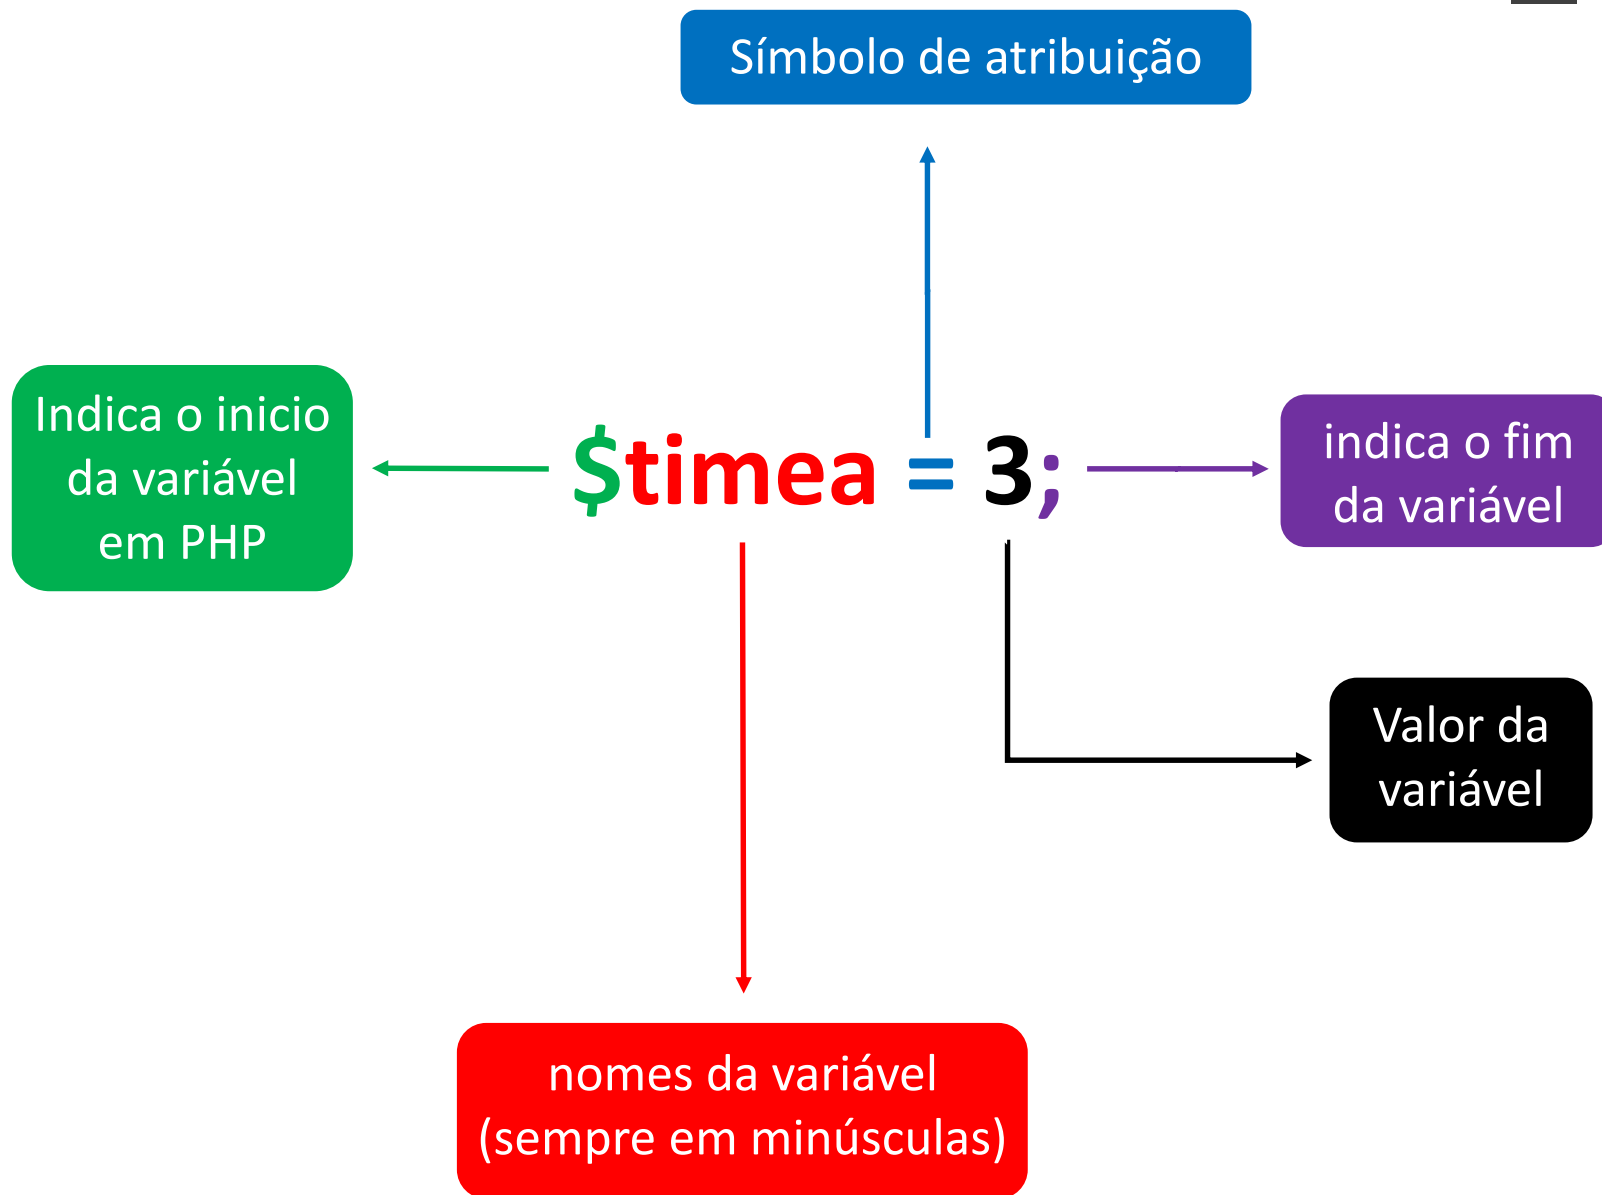 Símbolo de atribuição
Indica o inicio
da variável
em PHP
$timea = 3;
indica o fim
da variável
Valor da
variável
nomes da variável
(sempre em minúsculas)